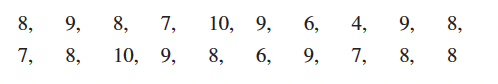 8, 9, 8, 7, 10, 9, 6, 4, 9, 8,
7, 8, 10, 9, 8, 6, 9, 7, 8, 8